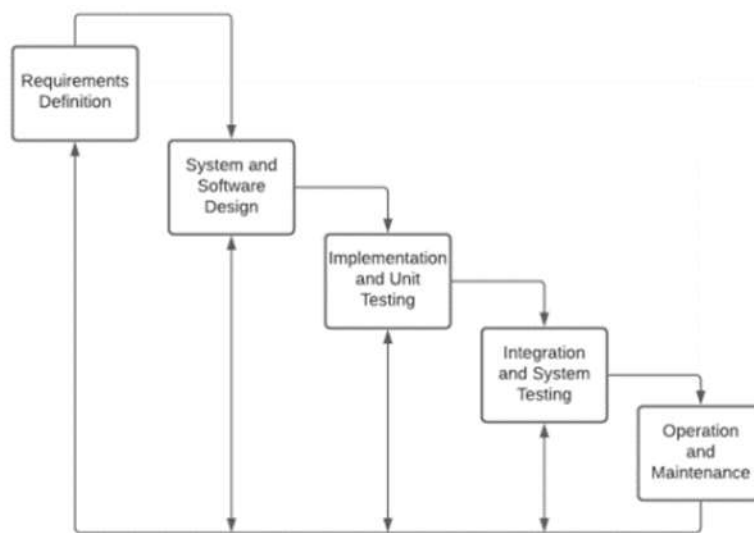 Requirements
Definition
System and
Software
Design
Implementation
and Unit
Testing
Integration
and System
Testing
Operation
and
Maintenance